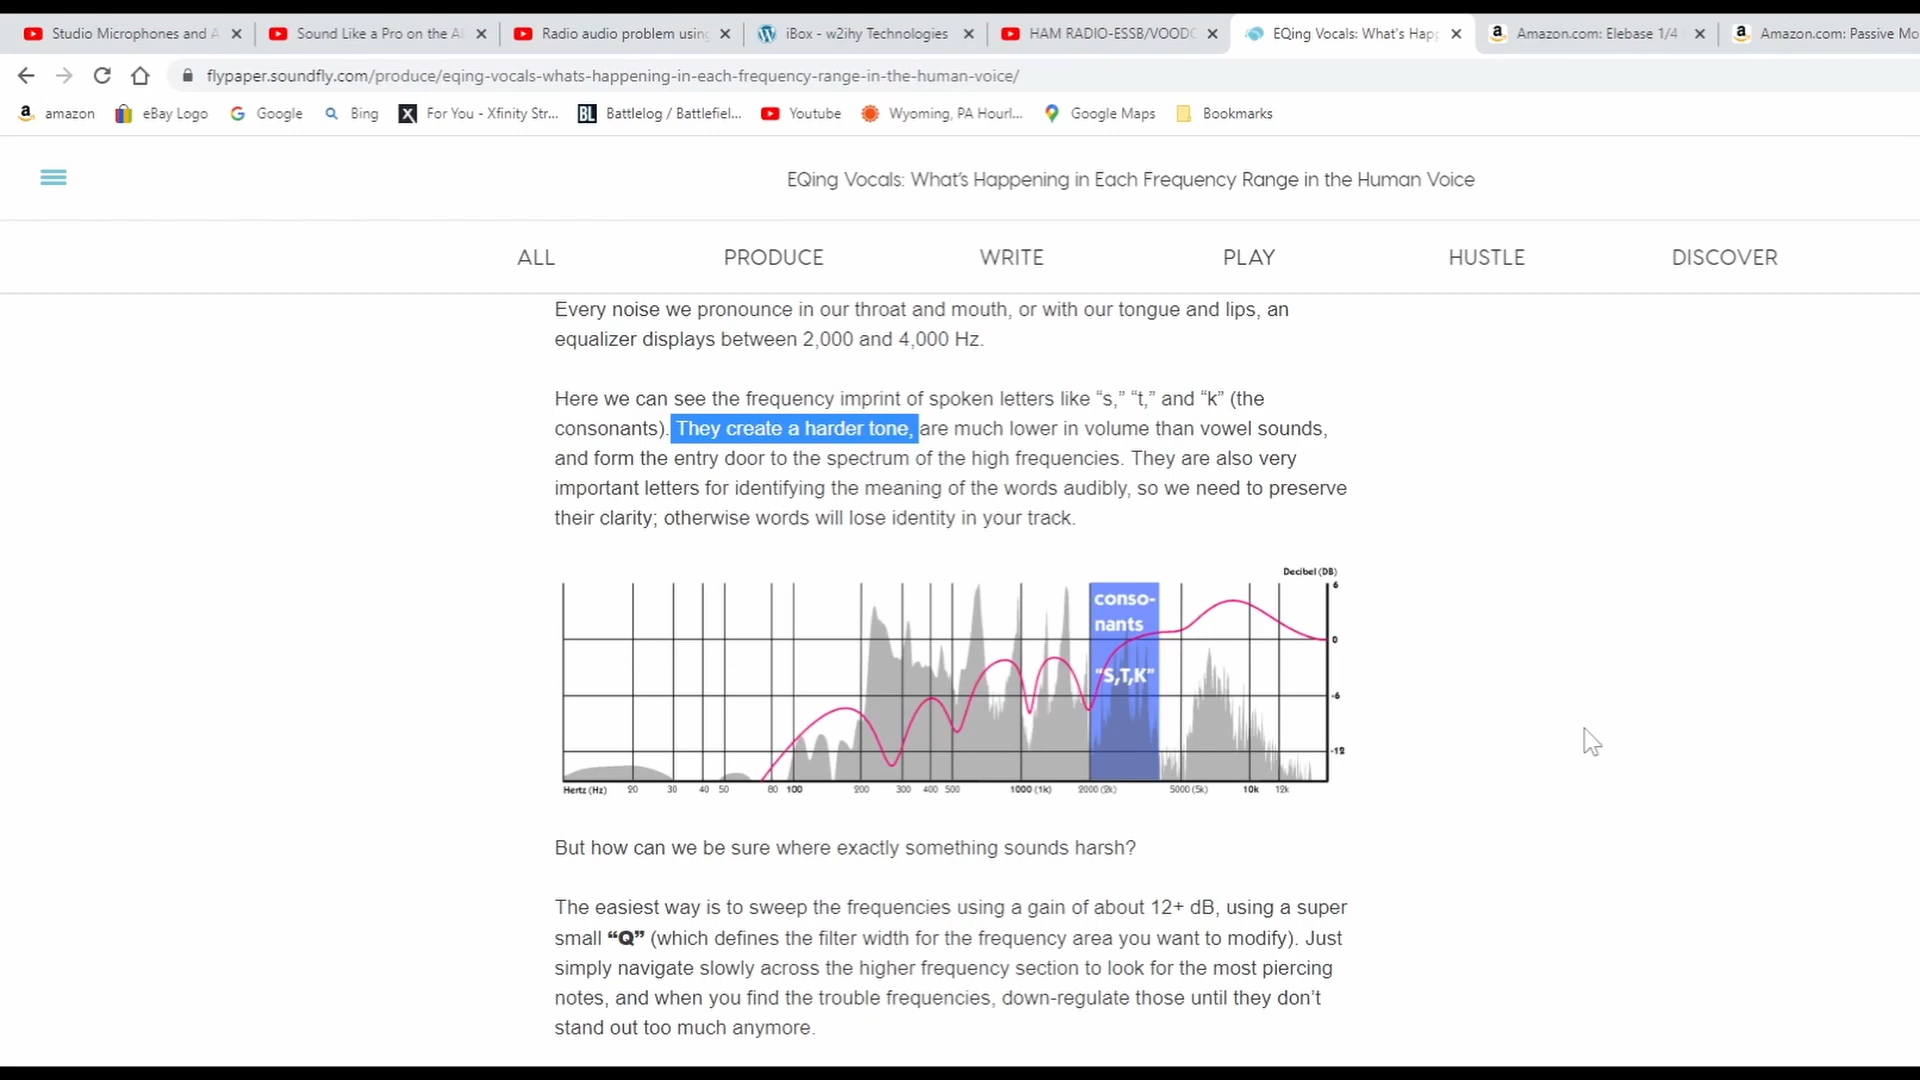 Studio Microphones and A
Sound Like a Pro on the Al
Radio audio problem using
iBox - w2ihy Technologies
HAM RADIO-ESSB/VOODO
EQing Vocals: What's Happ
Amazon.com: Elebase 1/4
Amazon.com: Passive Mo
flypaper.soundfly.com/produce/eqing-vocals-whats-happening-in-each-frequency-range-in-the-human-voice/
amazon
eBay Logo
Google
Bing
For You - Xfinity Str...
BL
Battlelog / Battlefiel...
Youtube
Wyoming, PA Hourl...
Google Maps
Bookmarks
EQing Vocals: What's Happening in Each Frequency Range in the Human Voice
ALL PRODUCE WRITE PLAY HUSTLE DISCOVER
Every noise we pronounce in our throat and mouth, or with our tongue and lips, an
equalizer displays between 2,000 and 4,000 Hz.
Here we can see the frequency imprint of spoken letters like “s,” “t,” and “k” (the
consonants). They create a harder tone, are much lower in volume than vowel sounds,
and form the entry door to the spectrum of the high frequencies. They are also very
important letters for identifying the meaning of the words audibly, so we need to preserve
their clarity; otherwise words will lose identity in your track.
Decibel (DB)
6
conso-
nants
0
“S,T,K”
-6
-12
Hertz (Hz) 20 30 40 50 80 100 200 300 400 500 1000 (1k) 2000 (2k) 5000 (5k) 10k 12k
But how can we be sure where exactly something sounds harsh?
The easiest way is to sweep the frequencies using a gain of about 12+ dB, using a super
small “Q” (which defines the filter width for the frequency area you want to modify). Just
simply navigate slowly across the higher frequency section to look for the most piercing
notes, and when you find the trouble frequencies, down-regulate those until they don’t
stand out too much anymore.